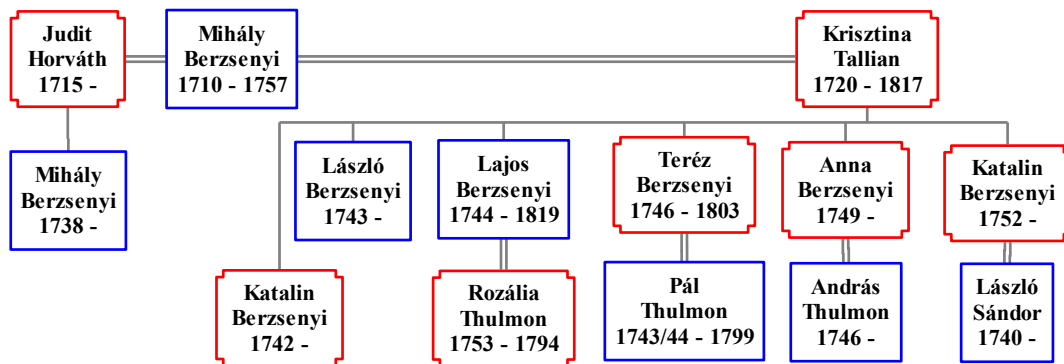 Judit
Horváth
1715 -
Mihály
Berzsenyi
1710 - 1757
Krisztina
Tallian
1720 - 1817
Mihály
Berzsenyi
1738 -
László
Berzsenyi
1743 -
Lajos
Berzsenyi
1744 - 1819
Teréz
Berzsenyi
1746 - 1803
Anna
Berzsenyi
1749 -
Katalin
Berzsenyi
1752 -
Katalin
Berzsenyi
1742 -
Rozália
Thulmon
1753 - 1794
Pál
Thulmon
1743/44 - 1799
András
Thulmon
1746 -
László
Sándor
1740 -